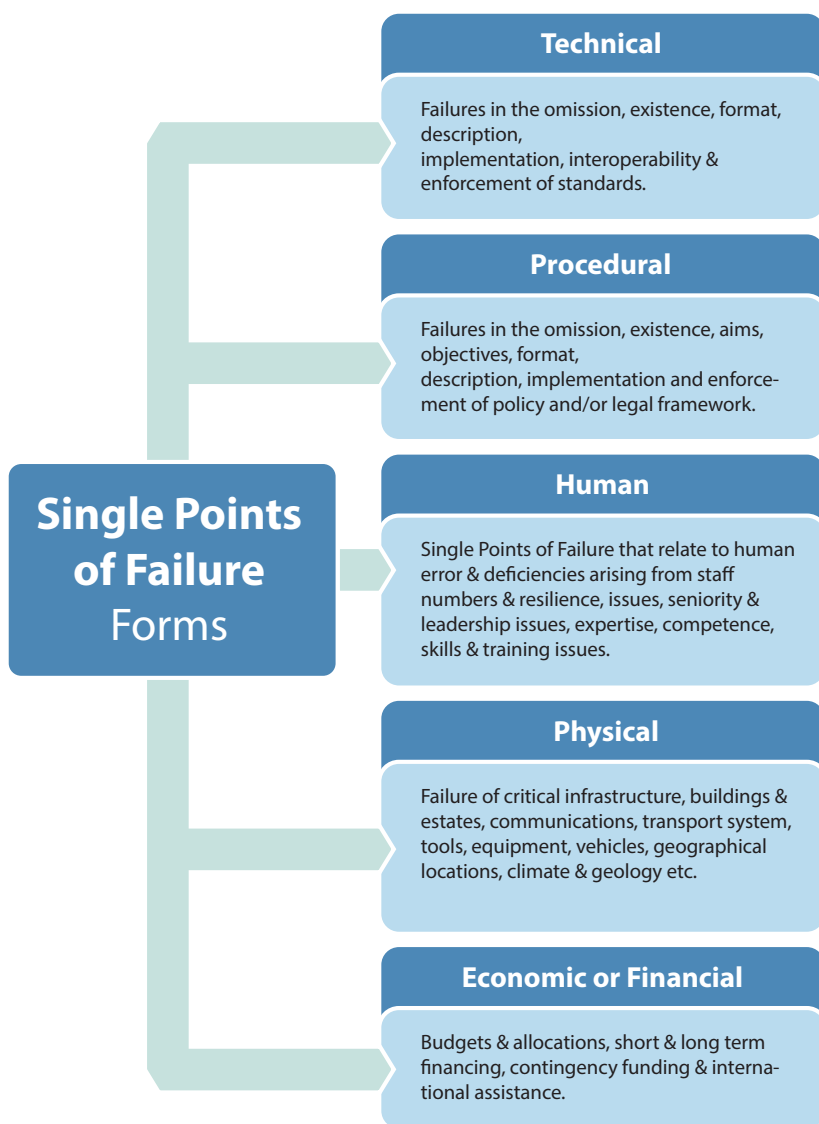 Technical
Failures in the omission, existence, format,
description,
implementation, interoperability &
enforcement of standards.
Procedural
Failures in the omission, existence, aims,
objectives, format,
description, implementation and enforce-
ment of policy and/or legal framework.
Single Points
of Failure
Forms
Human
Single Points of Failure that relate to human
error & deficiencies arising from staff
numbers & resilience, issues, seniority &
leadership issues, expertise, competence,
skills & training issues.
Physical
Failure of critical infrastructure, buildings &
estates, communications, transport system,
tools, equipment, vehicles, geographical
locations, climate & geology etc.
Economic or Financial
Budgets & allocations, short & long term
financing, contingency funding & interna-
tional assistance.